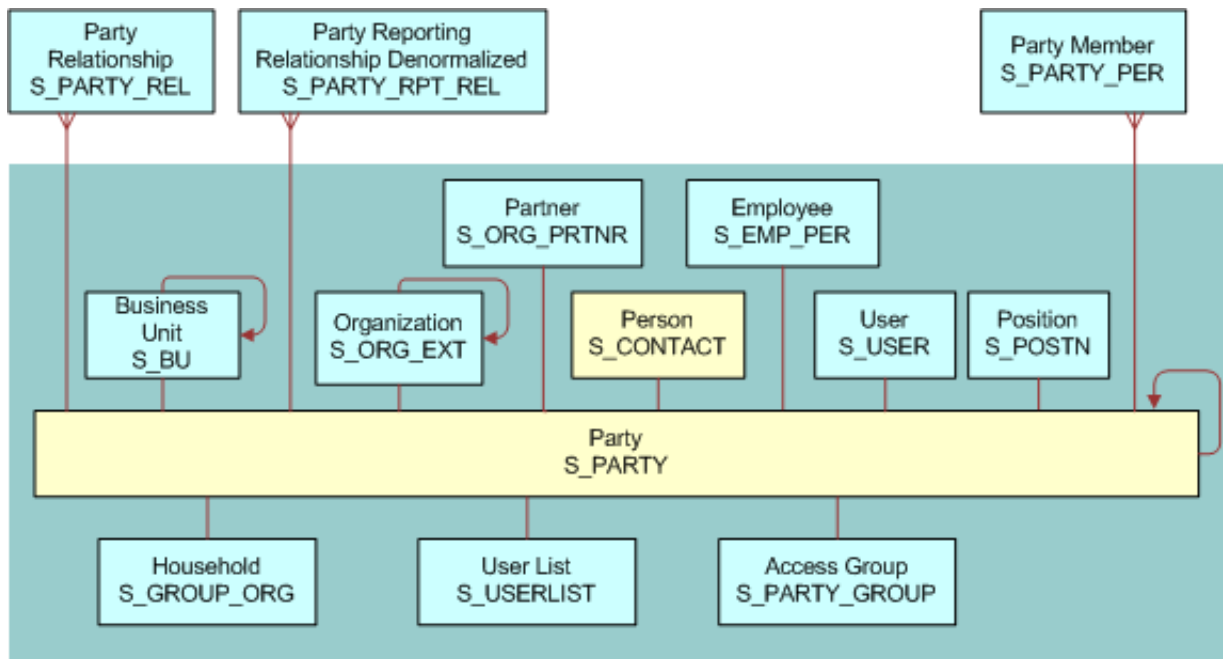 Party
Relationship
S_PARTY_REL
Party Reporting
Relationship Denormalized
S_PARTY_RPT_REL
Party Member
S_PARTY_PER
Partner
S_ORG_PRTNR
Employee
S_EMP_PER
Business
Unit
S_BU
Organization
S_ORG_EXT
Person
S_CONTACT
User
S_USER
Position
S_POSTN
Party
S_PARTY
Household
S_GROUP_ORG
User List
S_USERLIST
Access Group
S_PARTY_GROUP